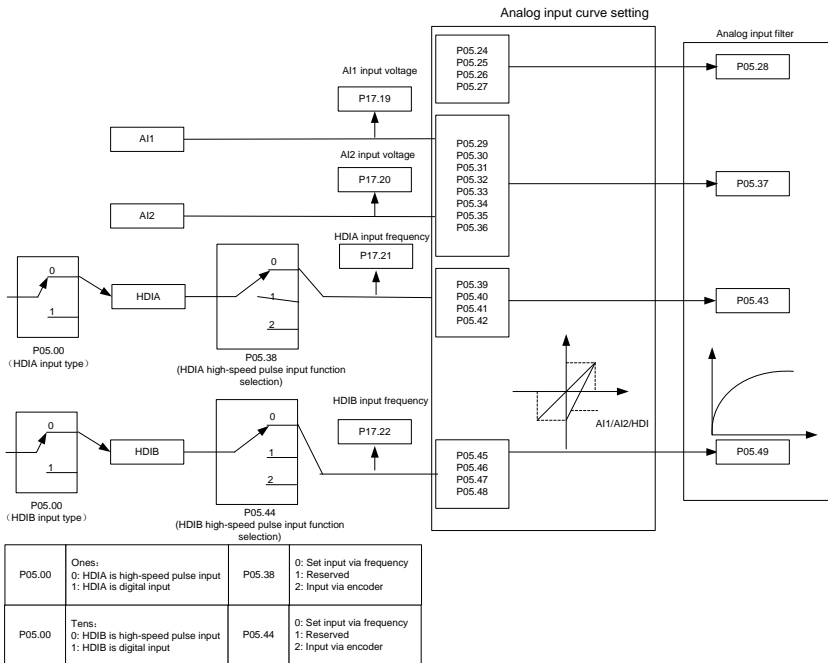 Analog input curve setting
Analog input filter
P05.24
P05.25
P05.26
P05.27
P05.28
AI1 input voltage
P17.19
AI1
AI2 input voltage
P17.20
AI2
P05.29
P05.30
P05.31
P05.32
P05.33
P05.34
P05.35
P05.36
P05.37
HDIA input frequency
P17.21
0
1
P05.00
（HDIA input type）
HDIA
0
1
2
P05.38
(HDIA high-speed pulse input function
selection)
P05.39
P05.40
P05.41
P05.42
P05.43
AI1/AI2/HDI
HDIB input frequency
P17.22
0
1
P05.00
(HDIB input type）
HDIB
0
1
2
P05.44
(HDIB high-speed pulse input function
selection)
P05.45
P05.46
P05.47
P05.48
P05.49
P05.00
Ones：
0: HDIA is high-speed pulse input
1: HDIA is digital input
P05.38
0: Set input via frequency
1: Reserved
2: Input via encoder
P05.00
Tens：
0: HDIB is high-speed pulse input
1: HDIB is digital input
P05.44
0: Set input via frequency
1: Reserved
2: Input via encoder